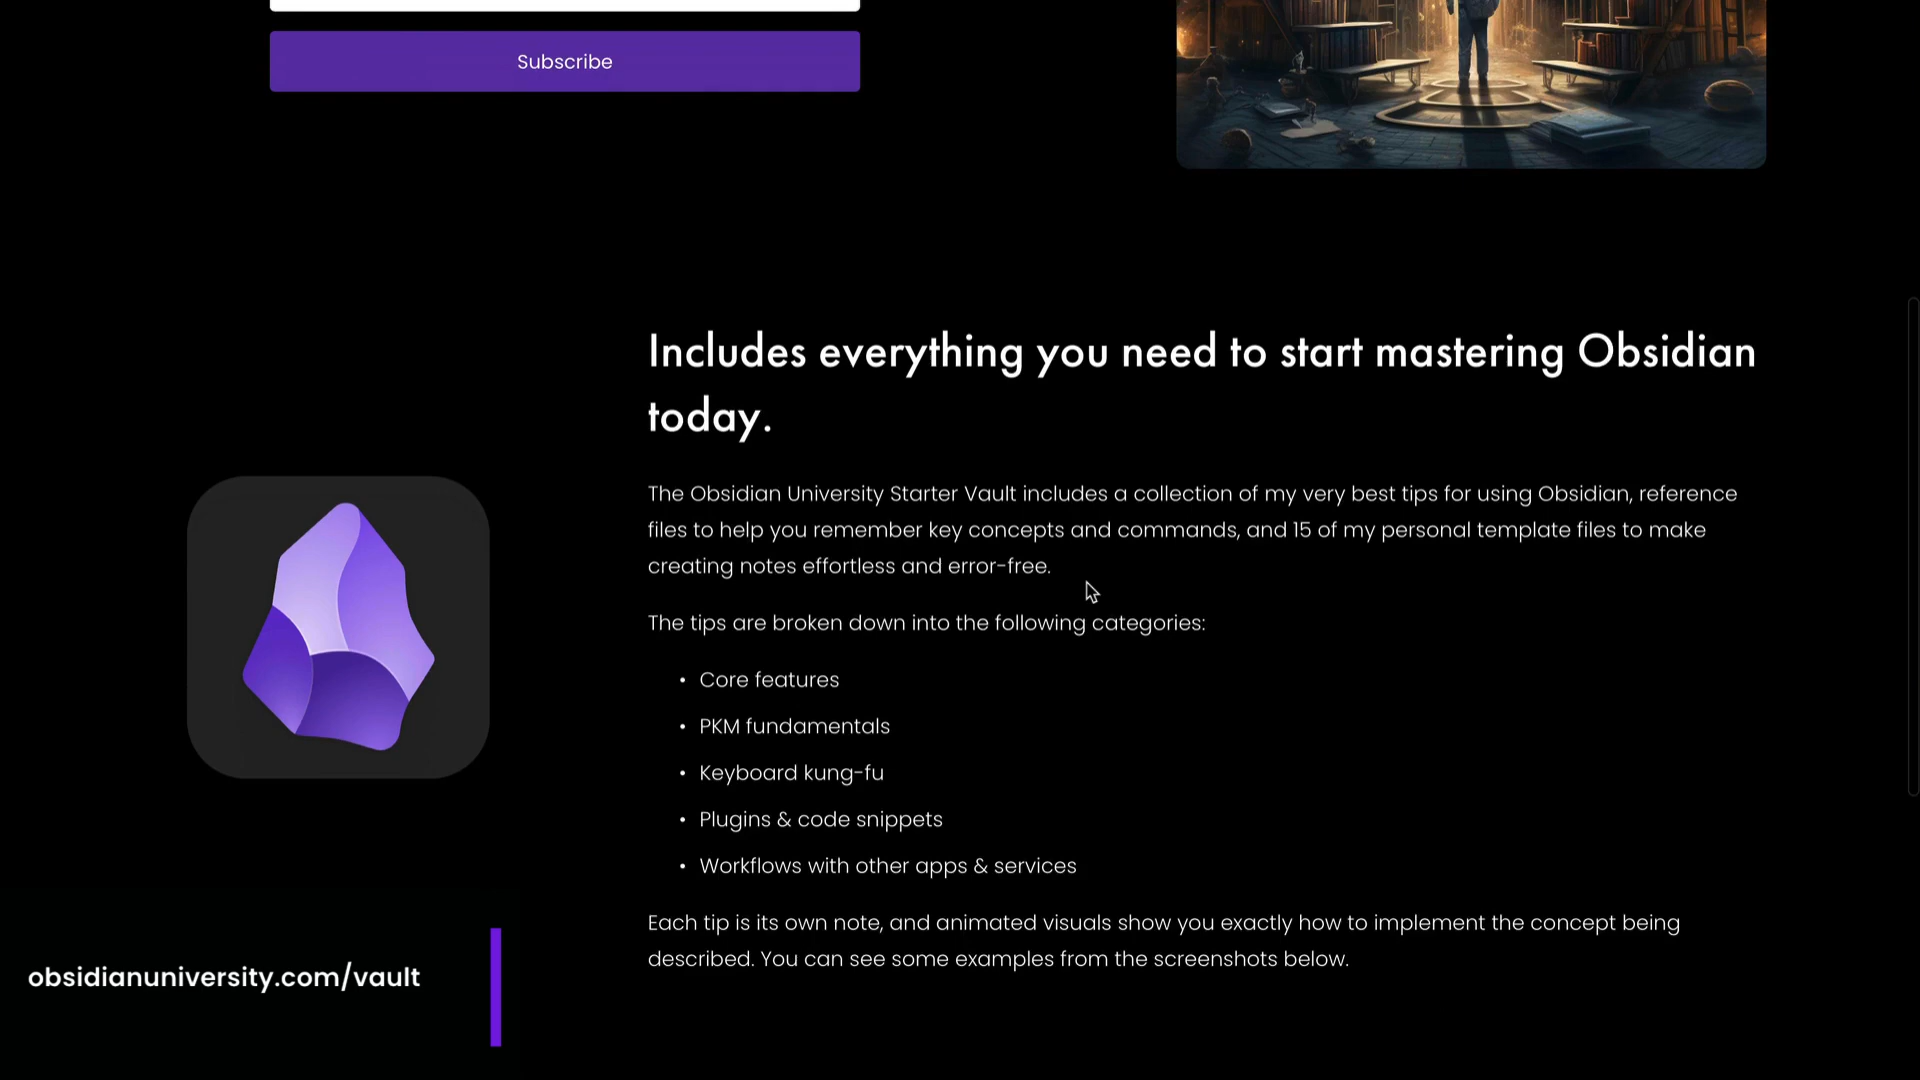 Subscribe
Includes everything you need to start mastering Obsidian
today.
The Obsidian University Starter Vault includes a collection of my very best tips for using Obsidian, reference
files to help you remember key concepts and commands, and 15 of my personal template files to make
creating notes effortless and error-free.
The tips are broken down into the following categories:
• Core features
• PKM fundamentals
• Keyboard kung-fu
• Plugins & code snippets
• Workflows with other apps & services
Each tip is its own note, and animated visuals show you exactly how to implement the concept being
described. You can see some examples from the screenshots below.
obsidianuniversity.com/vault